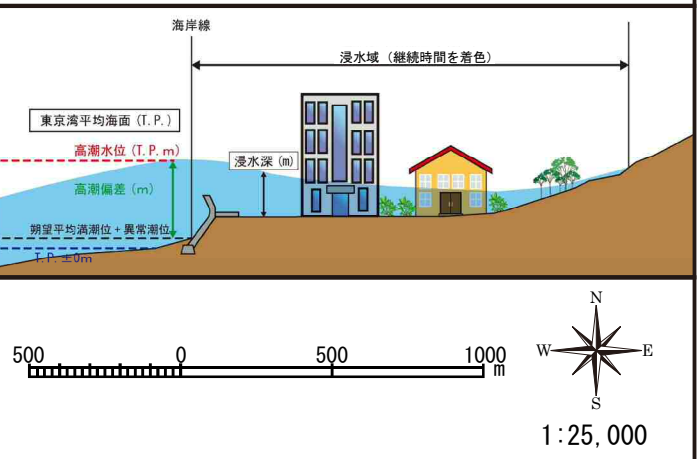 海岸線
浸水域（継続時間を着色）
東京湾平均海面（T.P.）
高潮水位（T.P. m）
浸水深（m）
高潮偏差（m）
朔望平均満潮位＋異常潮位
T.P. ±0m
500 0 500 1000
m
N
W E
S
1:25,000